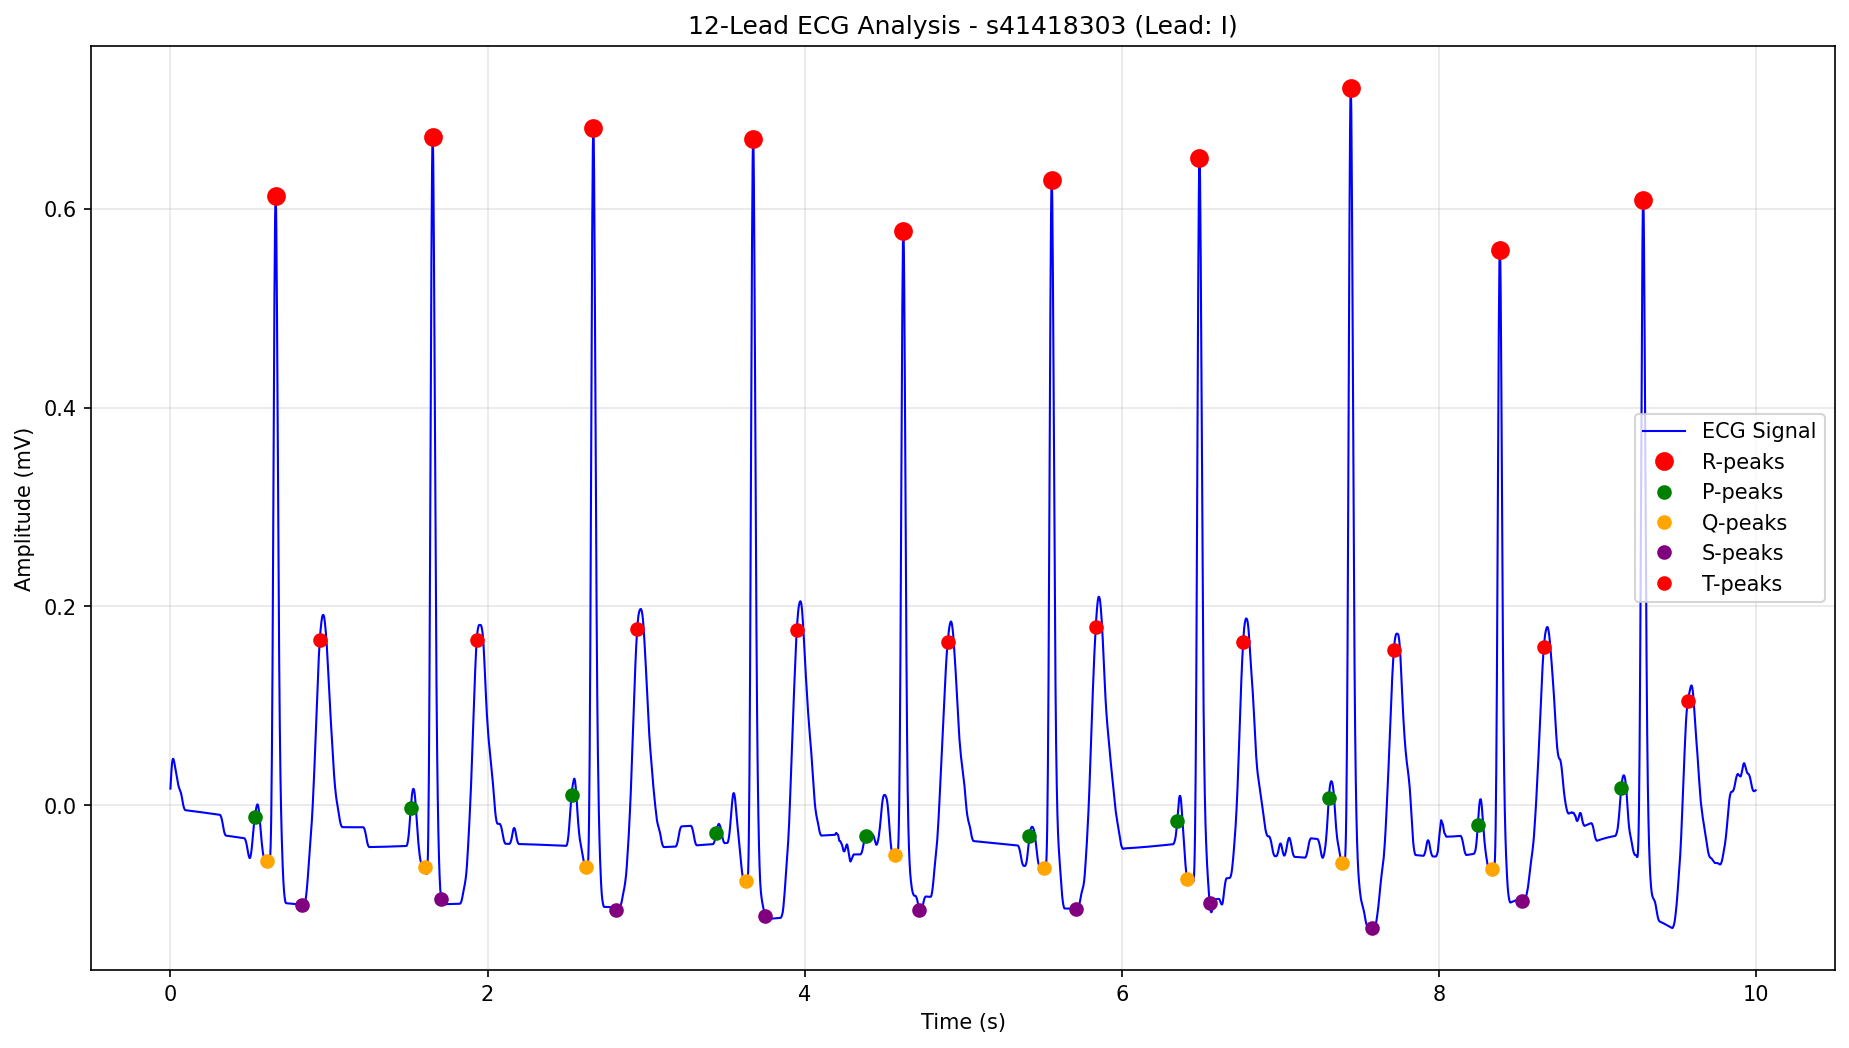 12-Lead ECG Analysis - s41418303 (Lead: I)
Amplitude (mV)
0.6
0.4
0.2
0.0
ECG Signal
R-peaks
P-peaks
Q-peaks
S-peaks
T-peaks
0 2 4 6 8 10
Time (s)